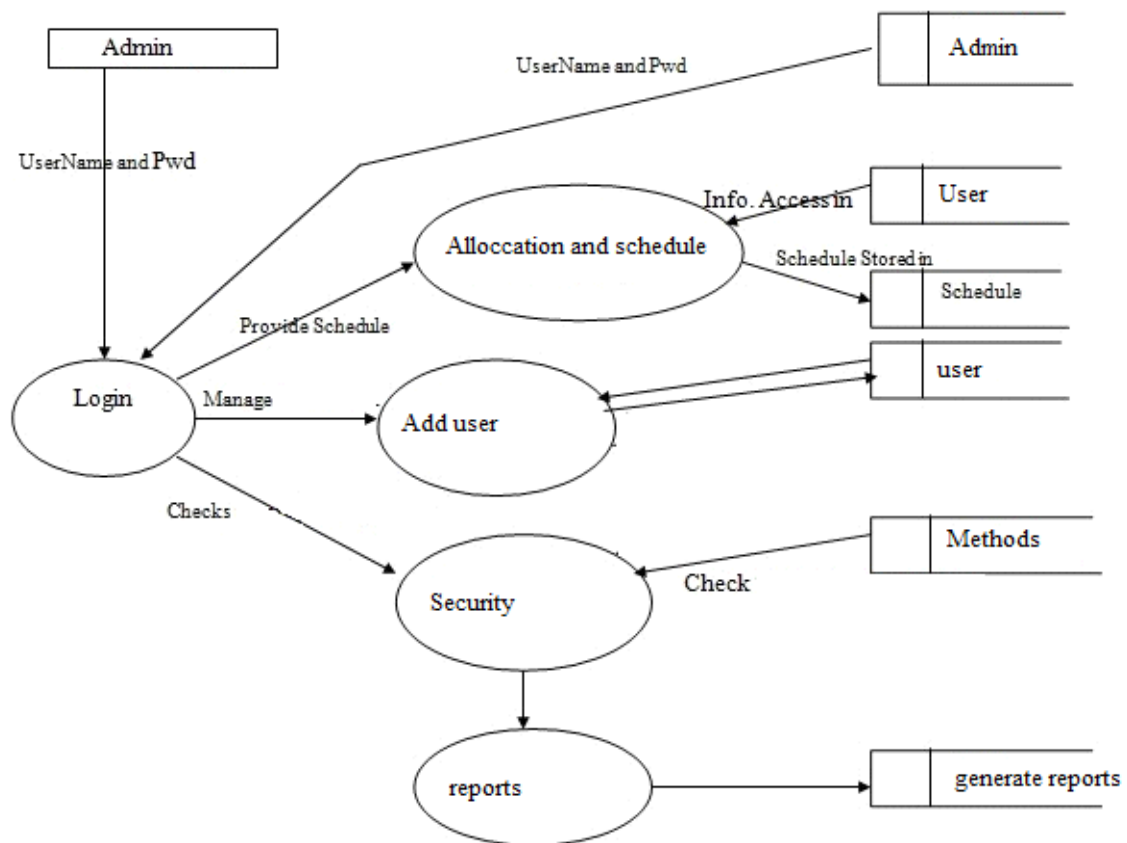 Admin
Admin
UserName and Pwd
UserName and Pwd
User
Info. Access in
Alloccation and schedule
Schedule Stored in
Schedule
Provide Schedule
user
Login
Manage
Add user
Checks
Methods
Check
Security
reports
generate reports